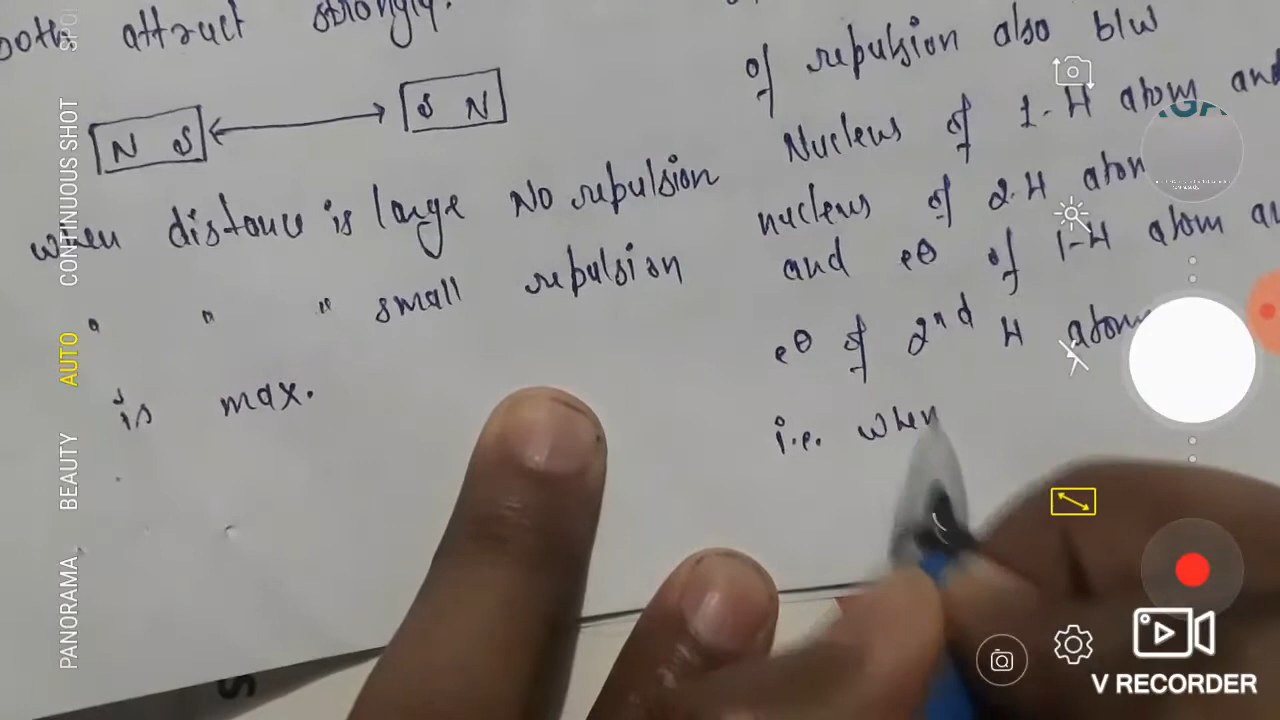 both attract strongly.
N S S N
when distance is large No repulsion
" " " small repulsion
is max.
of repulsion also b/w
Nucleus of 1-H atom and
nucleus of 2-H atom
and e⊖ of 1-H atom
e⊖ of 2nd H atom
i.e. when
PANORAMA BEAUTY AUTO CONTINUOUS SHOT
V RECORDER